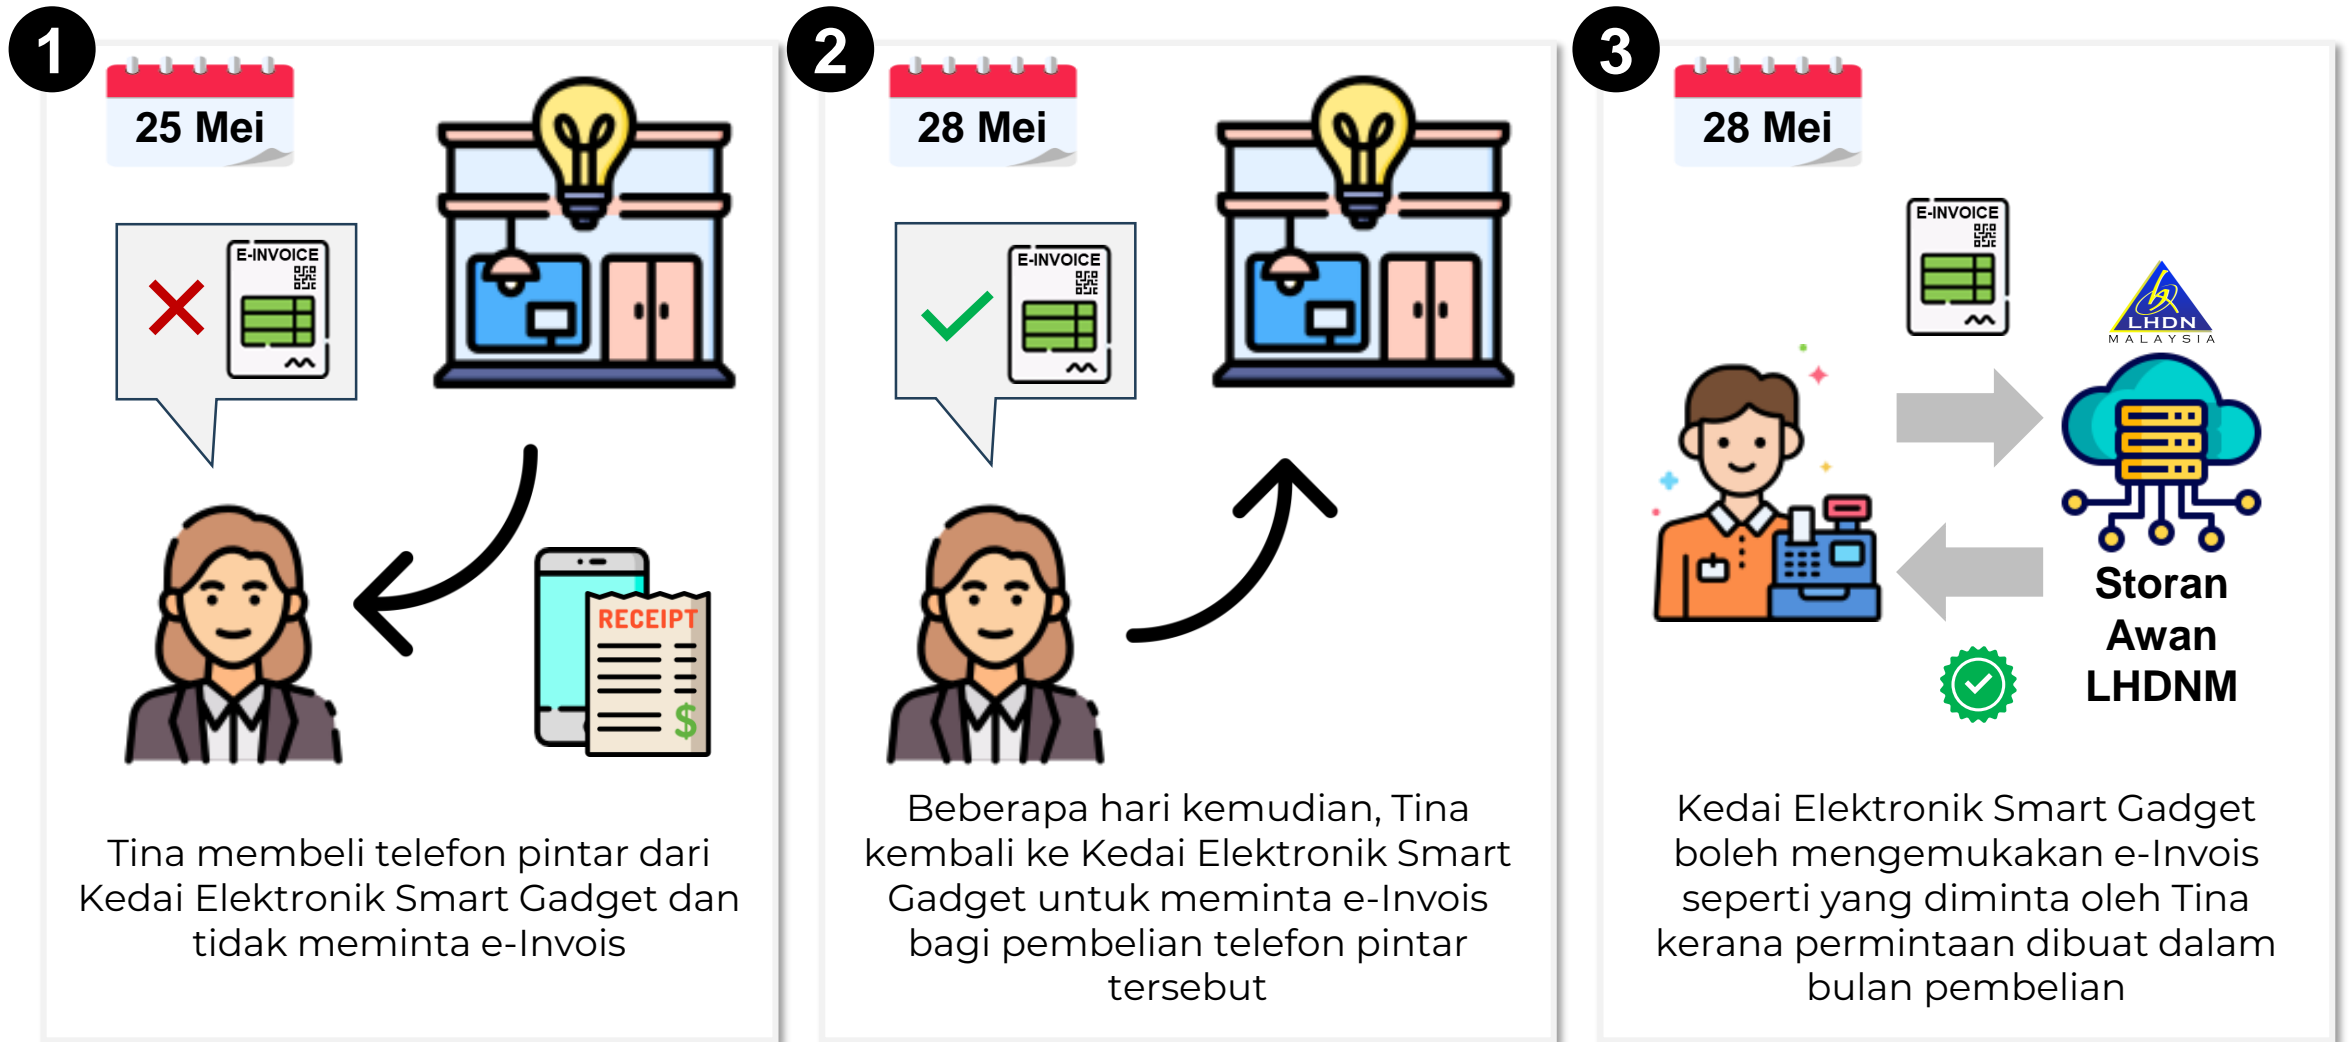 1
25 Mei
E-INVOICE
RECEIPT
$
Tina membeli telefon pintar dari
Kedai Elektronik Smart Gadget dan
tidak meminta e-Invois
2
28 Mei
E-INVOICE
Beberapa hari kemudian, Tina
kembali ke Kedai Elektronik Smart
Gadget untuk meminta e-Invois
bagi pembelian telefon pintar
tersebut
3
28 Mei
E-INVOICE
LHDN
MALAYSIA
Storan
Awan
LHDNM
Kedai Elektronik Smart Gadget
boleh mengemukakan e-Invois
seperti yang diminta oleh Tina
kerana permintaan dibuat dalam
bulan pembelian